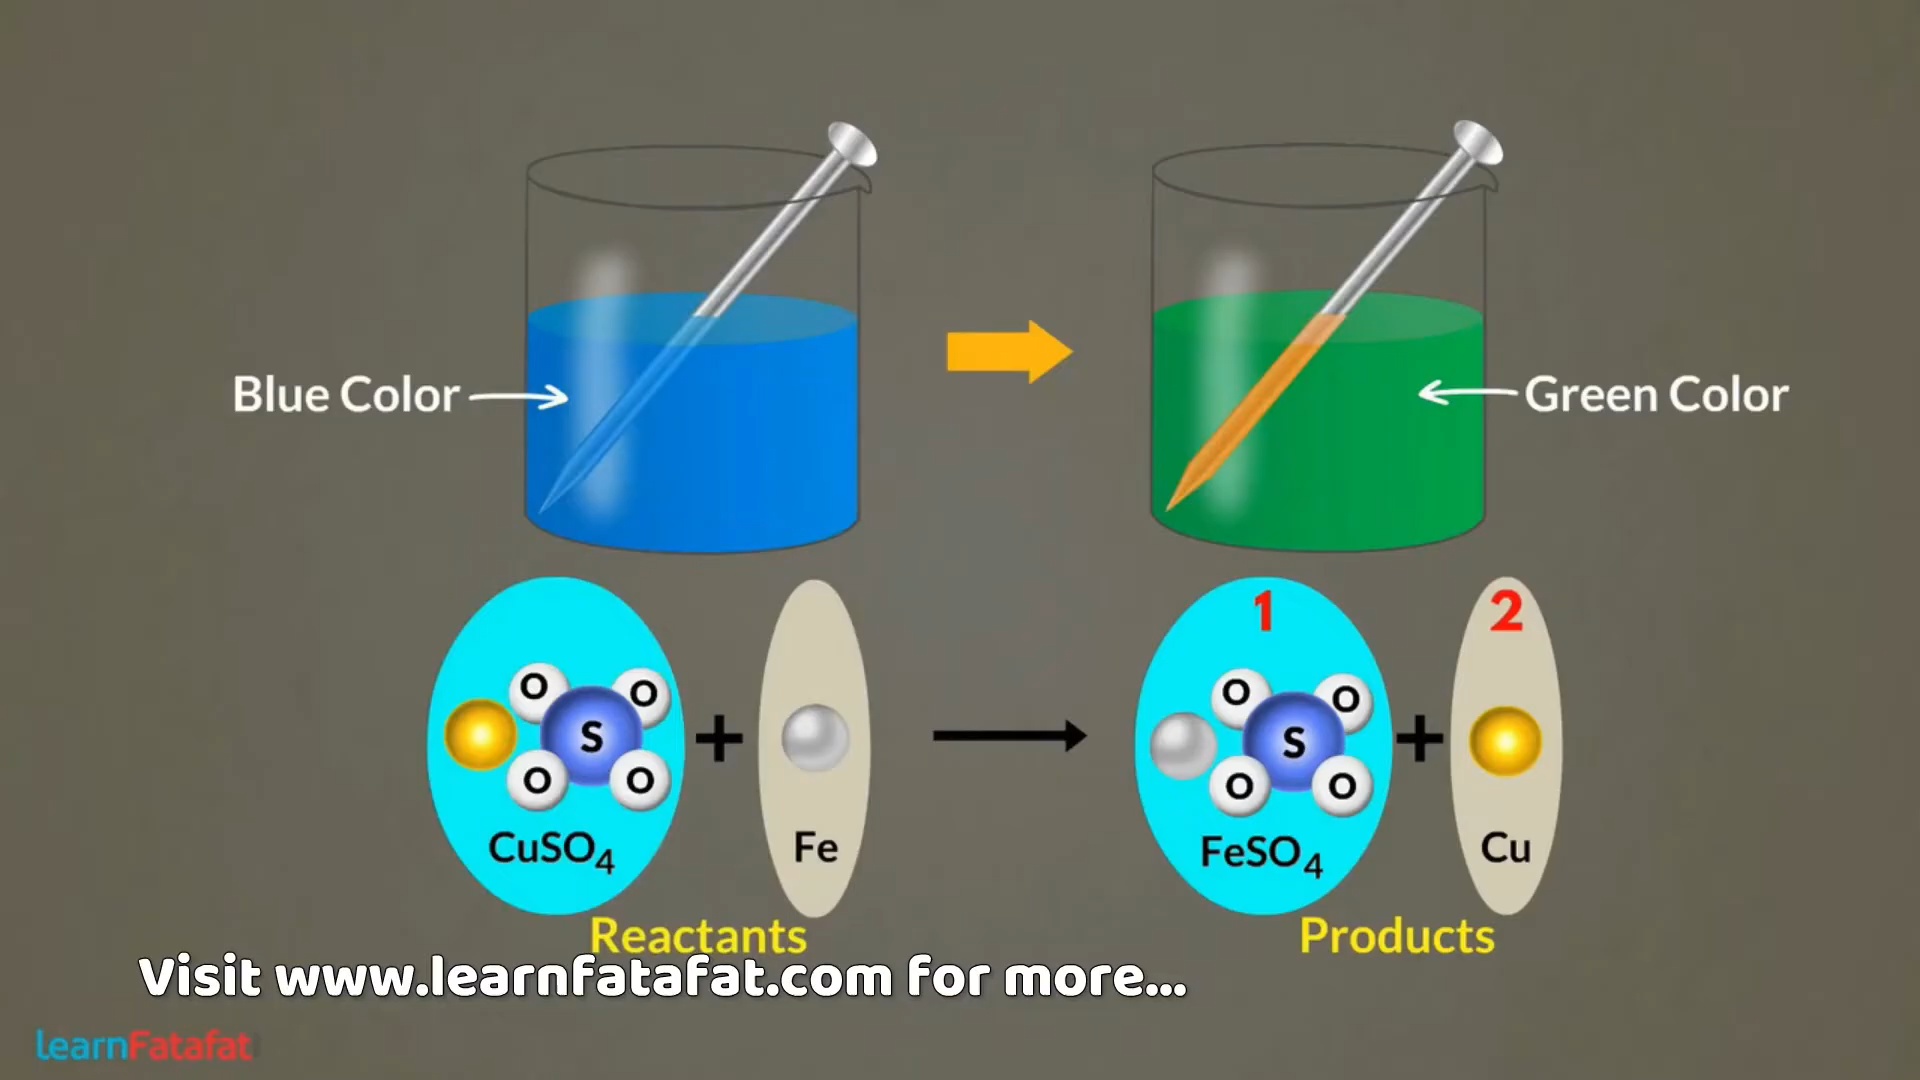 Blue Color
Green Color
1
2
O
O
O
O
S
+
O
O
O
O
S
+
CuSO₄
Fe
FeSO₄
Cu
Reactants
Products
Visit www.learnfatafat.com for more...
learnFatafat